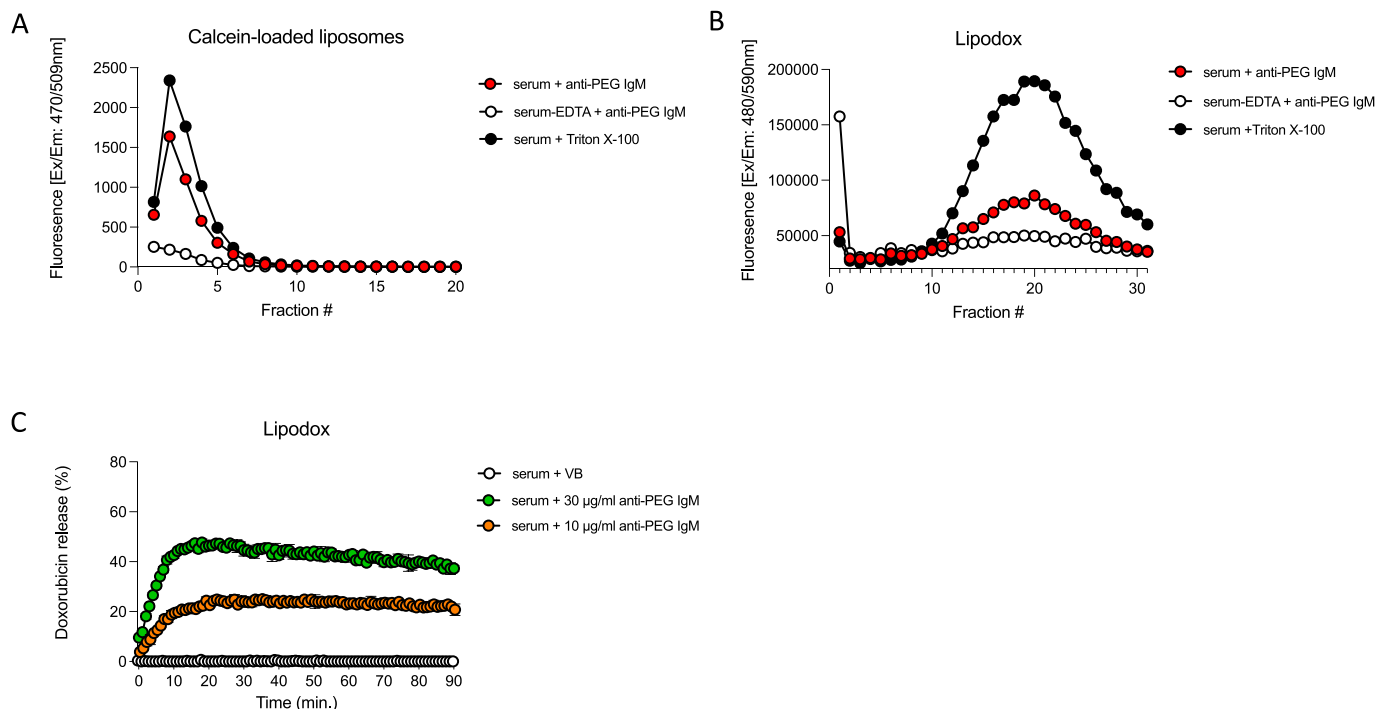 A
Calcein-loaded liposomes
Fluoresence [Ex/Em: 470/509nm]
2500
2000
1500
1000
500
0
0
5
10
15
20
Fraction #
serum + anti-PEG IgM
serum-EDTA + anti-PEG IgM
serum + Triton X-100
B
Lipodox
Fluoresence [Ex/Em: 480/590nm]
200000
150000
100000
50000
0
10
20
30
Fraction #
serum + anti-PEG IgM
serum-EDTA + anti-PEG IgM
serum +Triton X-100
C
Lipodox
Doxorubicin release (%)
80
60
40
20
0
0
10
20
30
40
50
60
70
80
90
Time (min.)
serum + VB
serum + 30 µg/ml anti-PEG IgM
serum + 10 µg/ml anti-PEG IgM